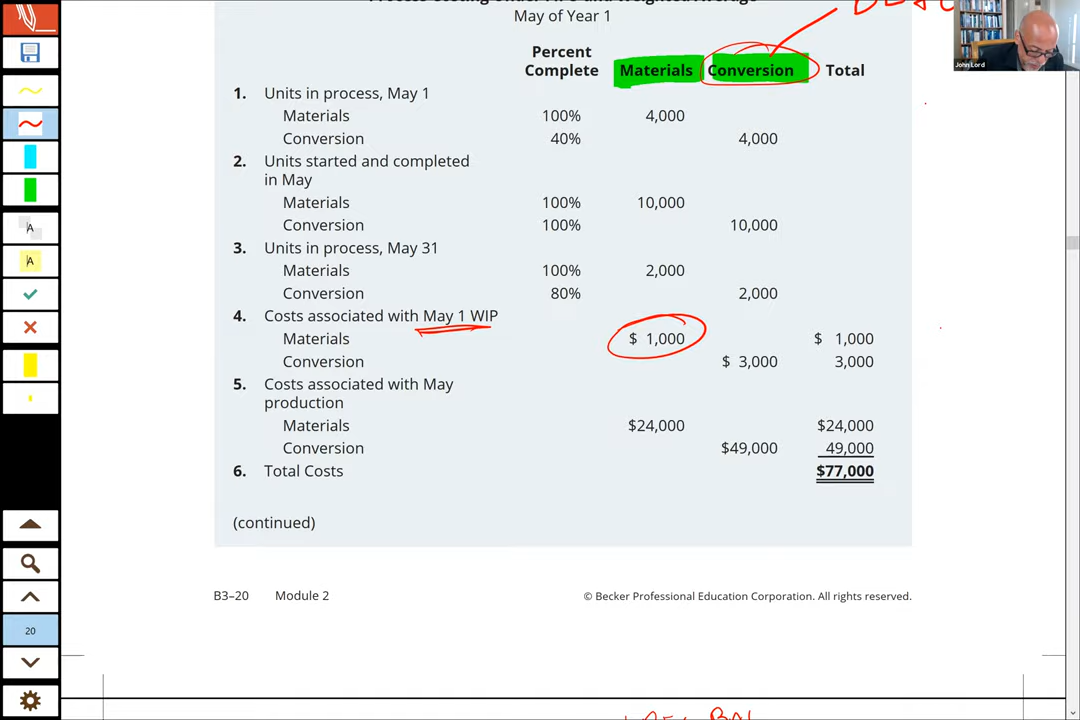 May of Year 1
Percent Complete Materials Conversion Total
1. Units in process, May 1
Materials 100% 4,000
Conversion 40% 4,000
2. Units started and completed
in May
Materials 100% 10,000
Conversion 100% 10,000
3. Units in process, May 31
Materials 100% 2,000
Conversion 80% 2,000
4. Costs associated with May 1 WIP
Materials $ 1,000 $ 1,000
Conversion $ 3,000 3,000
5. Costs associated with May
production
Materials $24,000 $24,000
Conversion $49,000 49,000
6. Total Costs $77,000
(continued)
B3–20 Module 2 © Becker Professional Education Corporation. All rights reserved.
John Lord
A
A
20